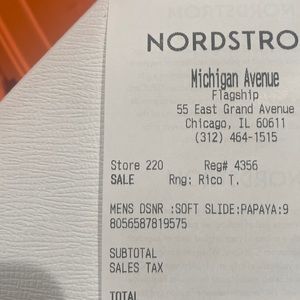 NORDSTRO
Michigan Avenue
Flagship
55 East Grand Avenue
Chicago, IL 60611
(312) 464-1515
Store 220 Reg# 4356
SALE Rng: Rico T.
MENS DSNR :SOFT SLIDE:PAPAYA:9
8056587819575
SUBTOTAL
SALES TAX
TOTAL